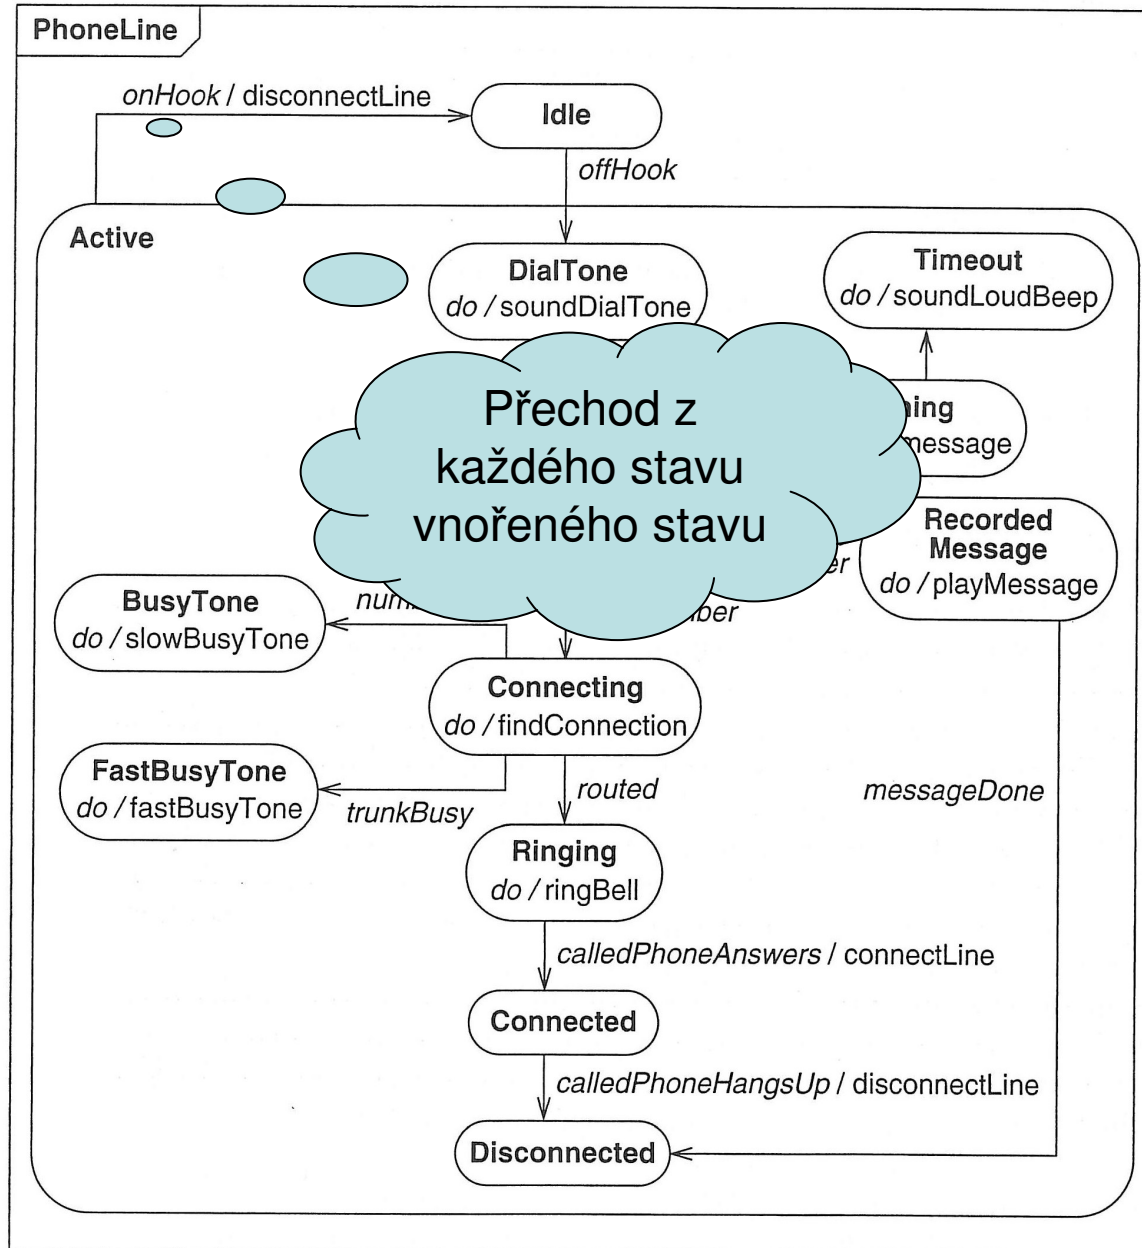 PhoneLine
onHook / disconnectLine
Idle
offHook
Active
DialTone
do / soundDialTone
Timeout
do / soundLoudBeep
Přechod z
každého stavu
vnořeného stavu
message
Recorded
Message
do / playMessage
BusyTone
do / slowBusyTone
Connecting
do / findConnection
FastBusyTone
do / fastBusyTone
trunkBusy
routed
messageDone
Ringing
do / ringBell
calledPhoneAnswers / connectLine
Connected
calledPhoneHangsUp / disconnectLine
Disconnected